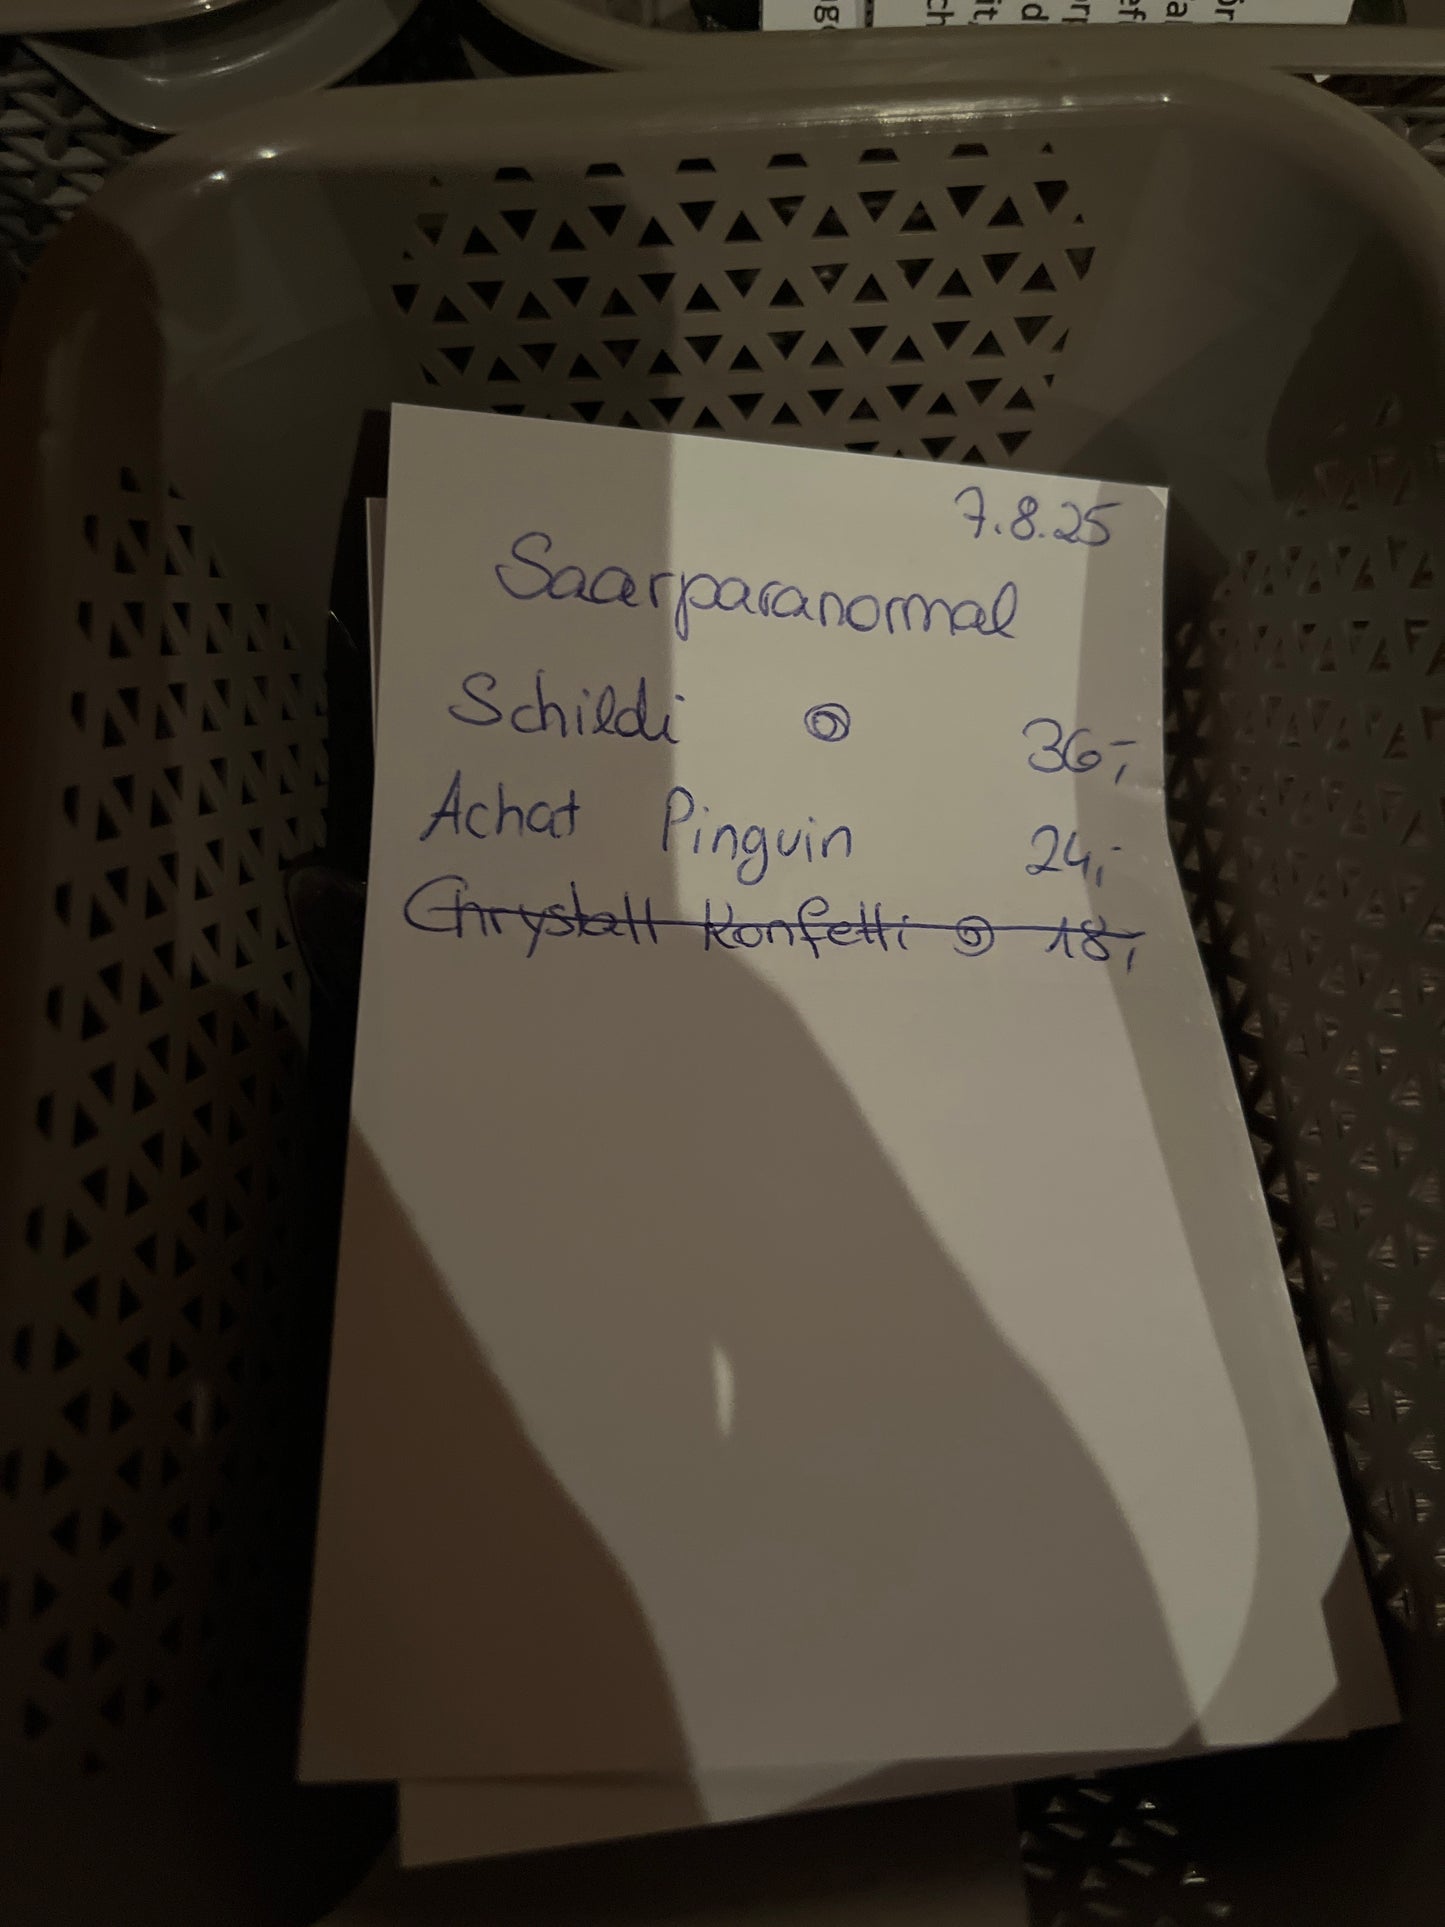 7.8.25
Saarparanormal
Schildi 36,-
Achat Pinguin 24,-
Chrystall Konfetti 18,-